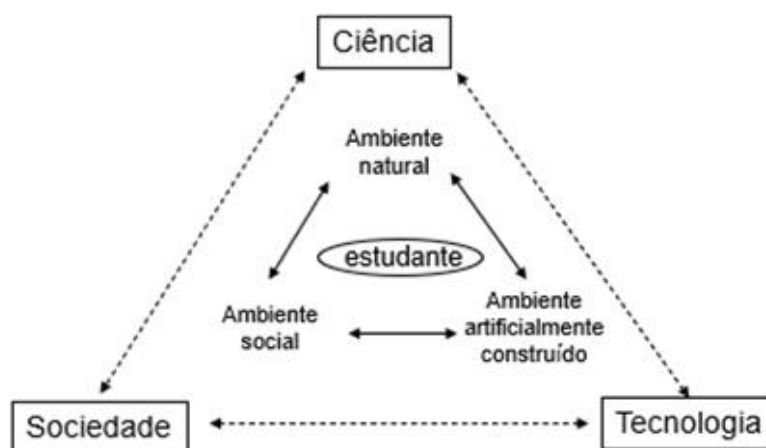 Ciência
Ambiente
natural
estudante
Ambiente
social
Ambiente
artificialmente
construído
Sociedade
Tecnologia